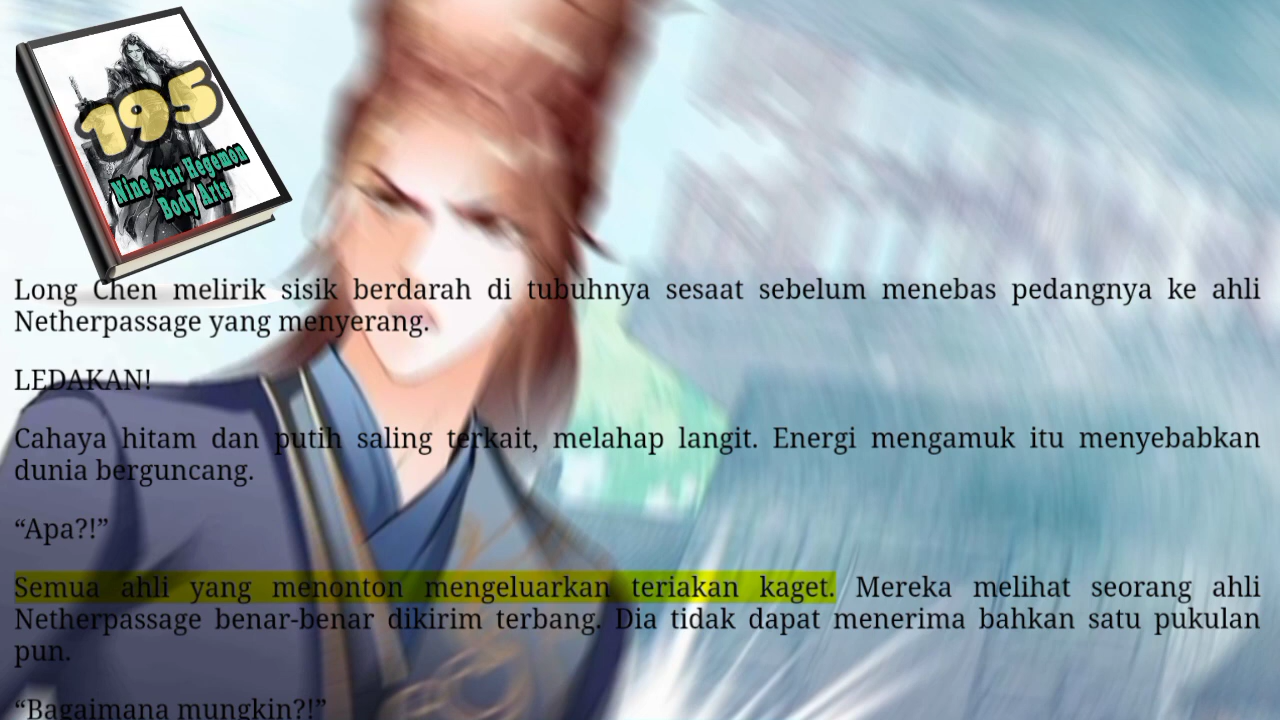 195
Nine Star Hegemon
Body Arts
Long Chen melirik sisik berdarah di tubuhnya sesaat sebelum menebas pedangnya ke ahli
Netherpassage yang menyerang.
LEDAKAN!
Cahaya hitam dan putih saling terkait, melahap langit. Energi mengamuk itu menyebabkan
dunia berguncang.
“Apa?!”
Semua ahli yang menonton mengeluarkan teriakan kaget. Mereka melihat seorang ahli
Netherpassage benar-benar dikirim terbang. Dia tidak dapat menerima bahkan satu pukulan
pun.
“Bagaimana mungkin?!”